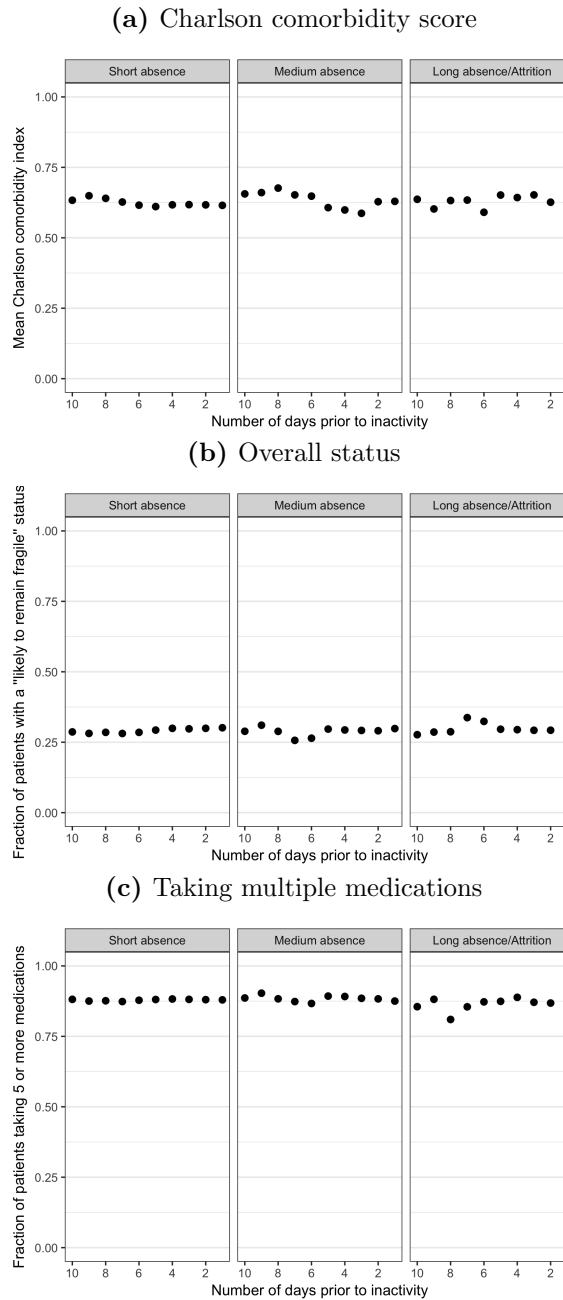 (a) Charlson comorbidity score
Short absence
Medium absence
Long absence/Attrition
Mean Charlson comorbidity index
1.00
0.75
0.50
0.25
0.00
10 8 6 4 2
10 8 6 4 2
10 8 6 4 2
Number of days prior to inactivity
(b) Overall status
Short absence
Medium absence
Long absence/Attrition
Fraction of patients with a "likely to remain fragile" status
1.00
0.75
0.50
0.25
0.00
10 8 6 4 2
10 8 6 4 2
10 8 6 4 2
Number of days prior to inactivity
(c) Taking multiple medications
Short absence
Medium absence
Long absence/Attrition
Fraction of patients taking 5 or more medications
1.00
0.75
0.50
0.25
0.00
10 8 6 4 2
10 8 6 4 2
10 8 6 4 2
Number of days prior to inactivity